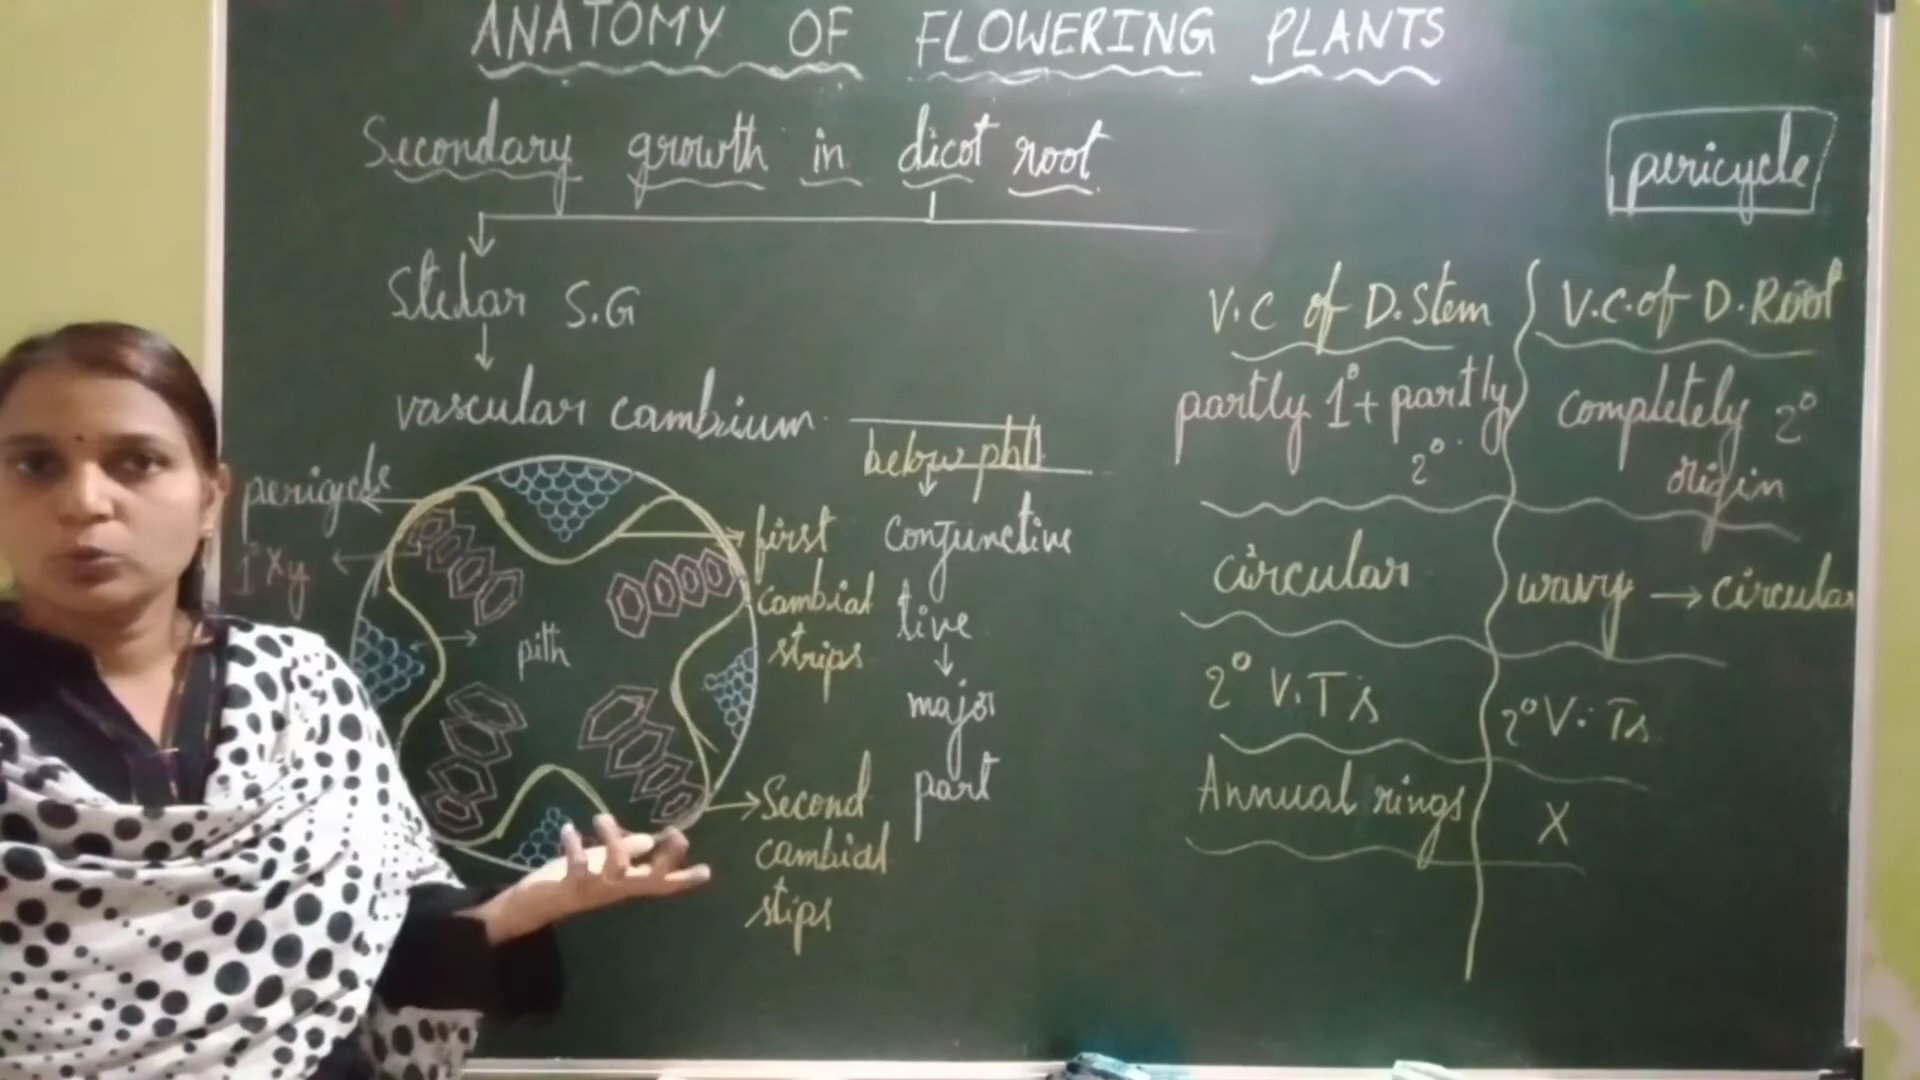 ANATOMY OF FLOWERING PLANTS
Secondary growth in dicot root
pericycle
Stelar S.G
vascular cambium
below phl
conjunctive
tive
major
part
pericycle
1° Xy
pith
first
cambial
strips
Second
cambial
stips
V.C of D. Stem
partly 1° + partly
2°
circular
2° V.Ts
Annual rings
V.C. of D. Root
completely 2°
origin
wavy → circular
2° V. Ts
X